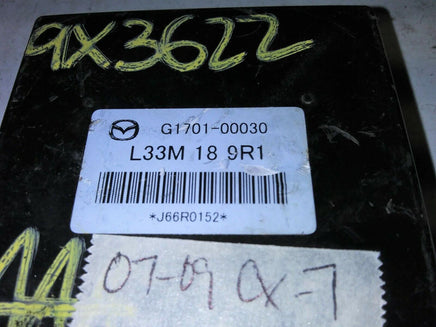 9X3622
G1701-00030
L33M 18 9R1
*J66R0152*
07-09 CX-7